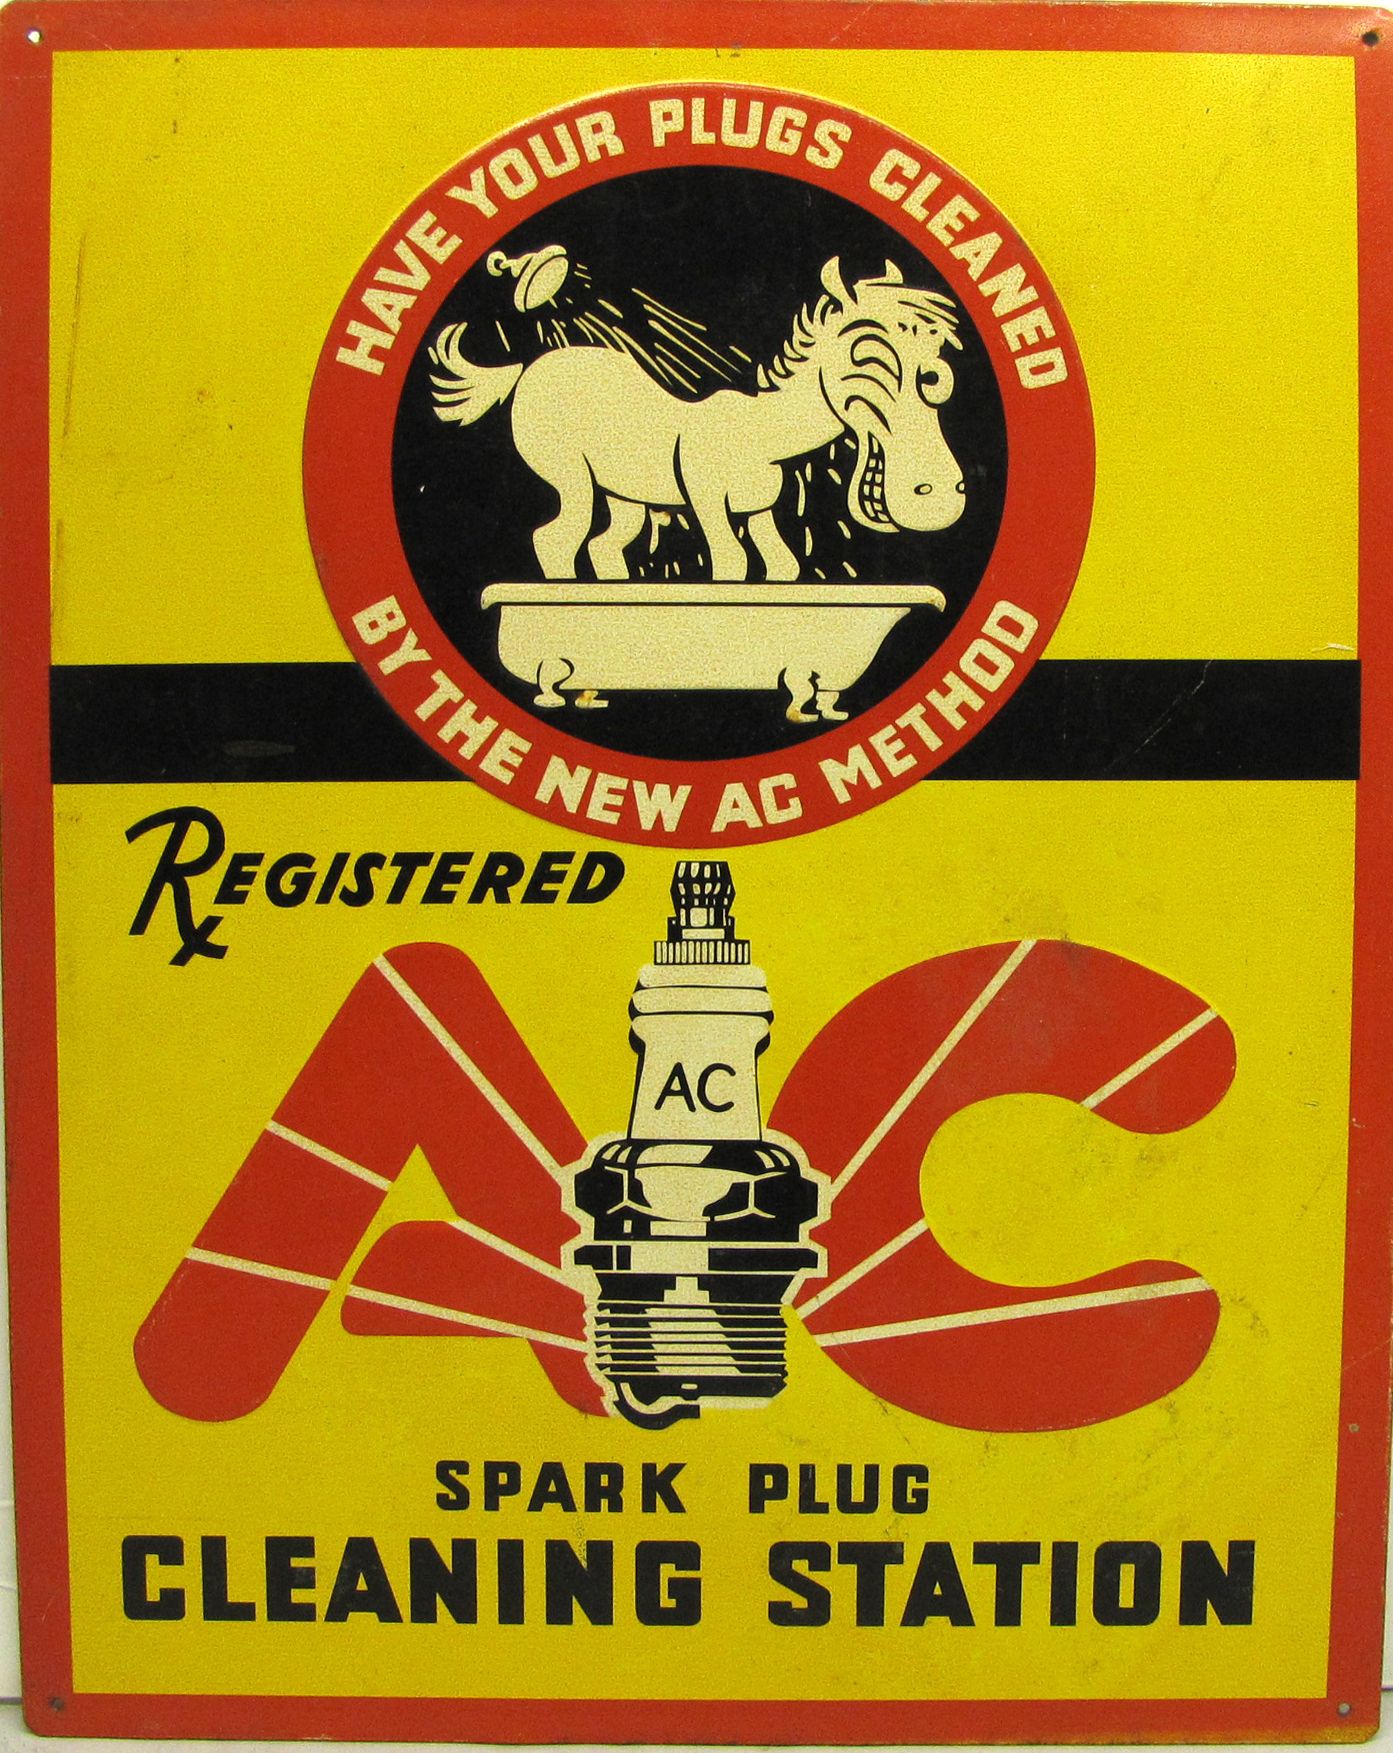 HAVE YOUR PLUGS CLEANED
BY THE NEW AC METHOD
REGISTERED
AC
AC
SPARK PLUG
CLEANING STATION